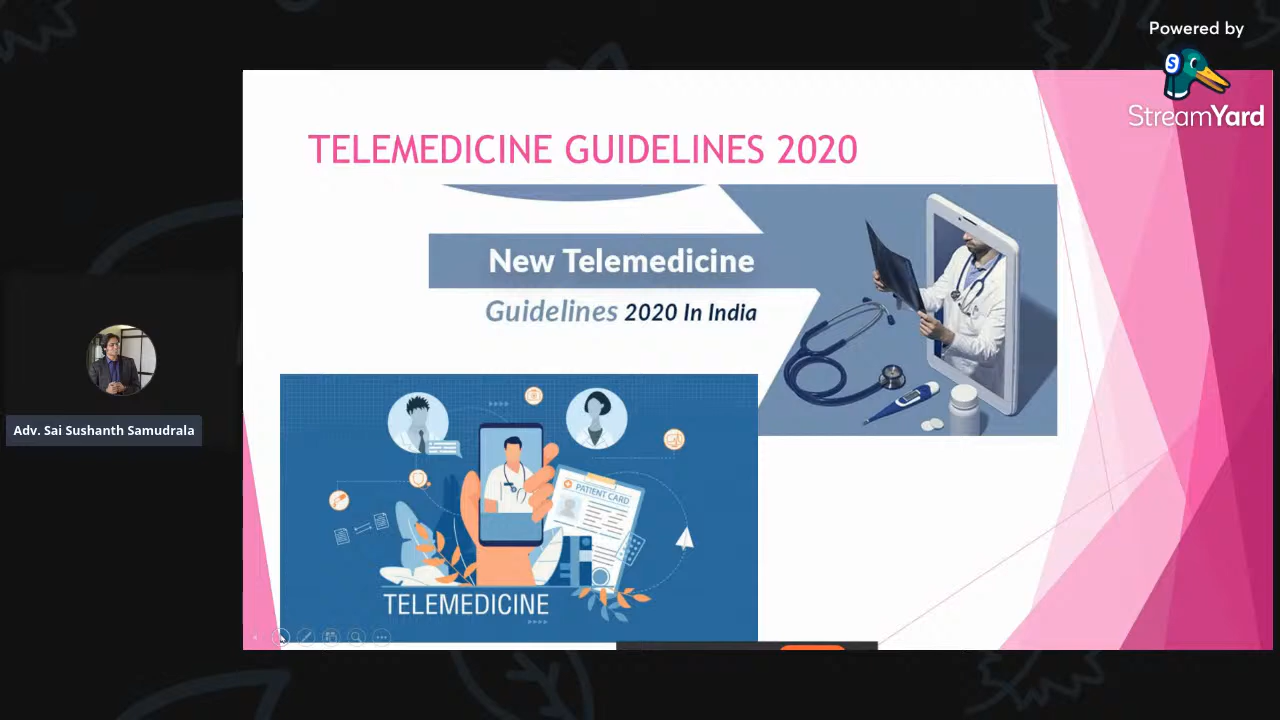 Powered by
StreamYard
TELEMEDICINE GUIDELINES 2020
New Telemedicine
Guidelines 2020 In India
PATIENT CARD
TELEMEDICINE
Adv. Sai Sushanth Samudrala